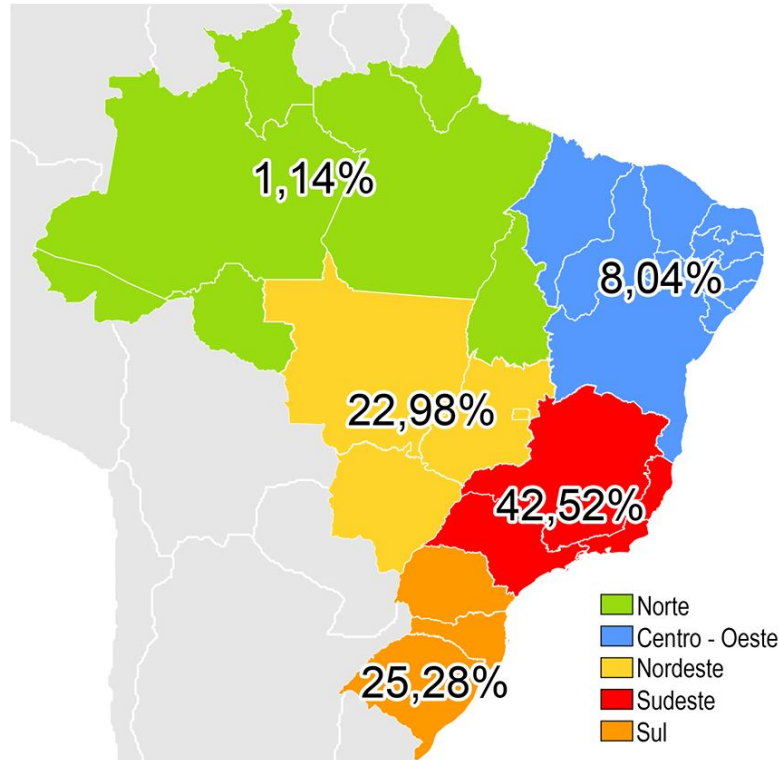 1,14%
8,04%
22,98%
42,52%
25,28%
Norte
Centro - Oeste
Nordeste
Sudeste
Sul